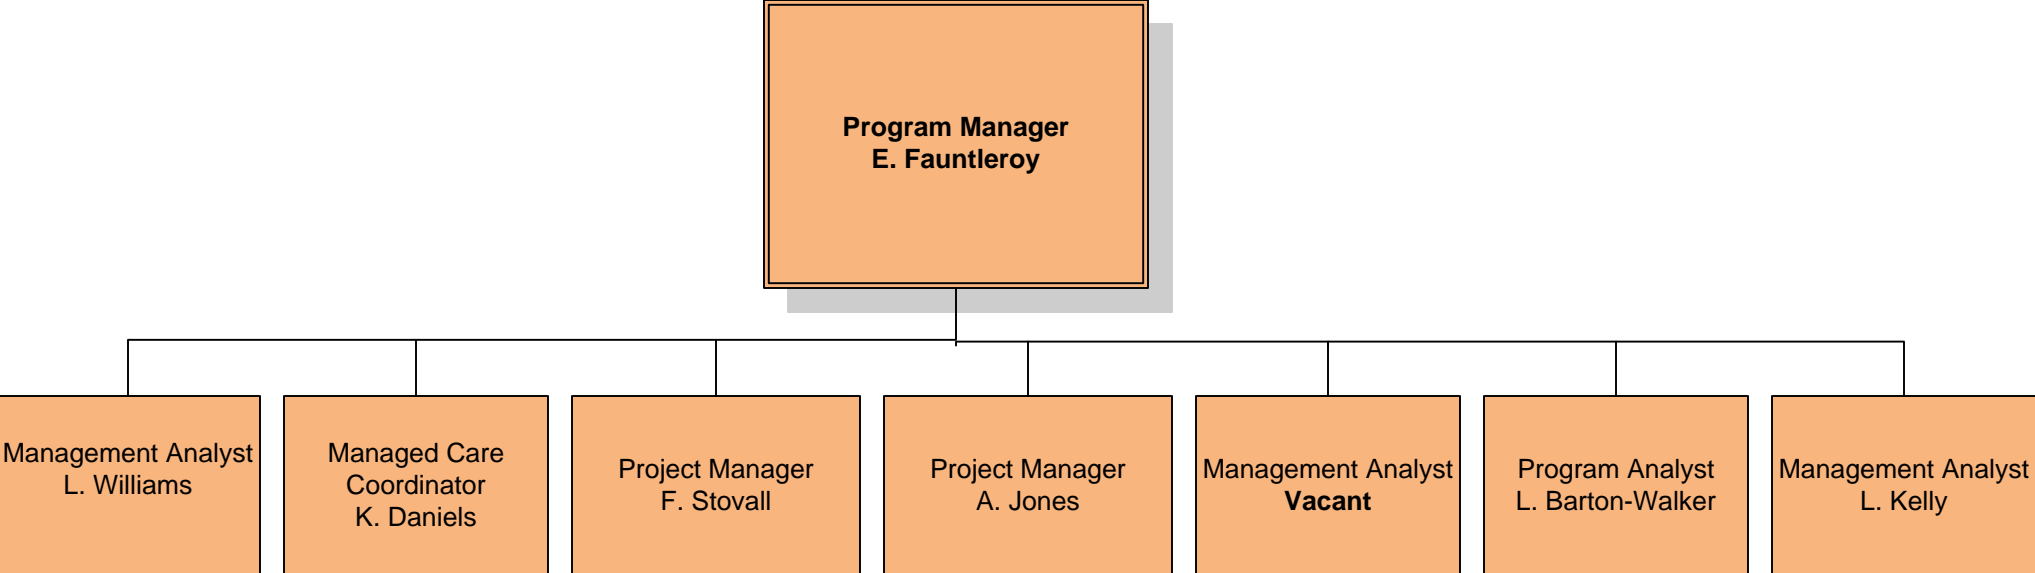 Program Manager
E. Fauntleroy
Management Analyst
L. Williams
Managed Care
Coordinator
K. Daniels
Project Manager
F. Stovall
Project Manager
A. Jones
Management Analyst
Vacant
Program Analyst
L. Barton-Walker
Management Analyst
L. Kelly